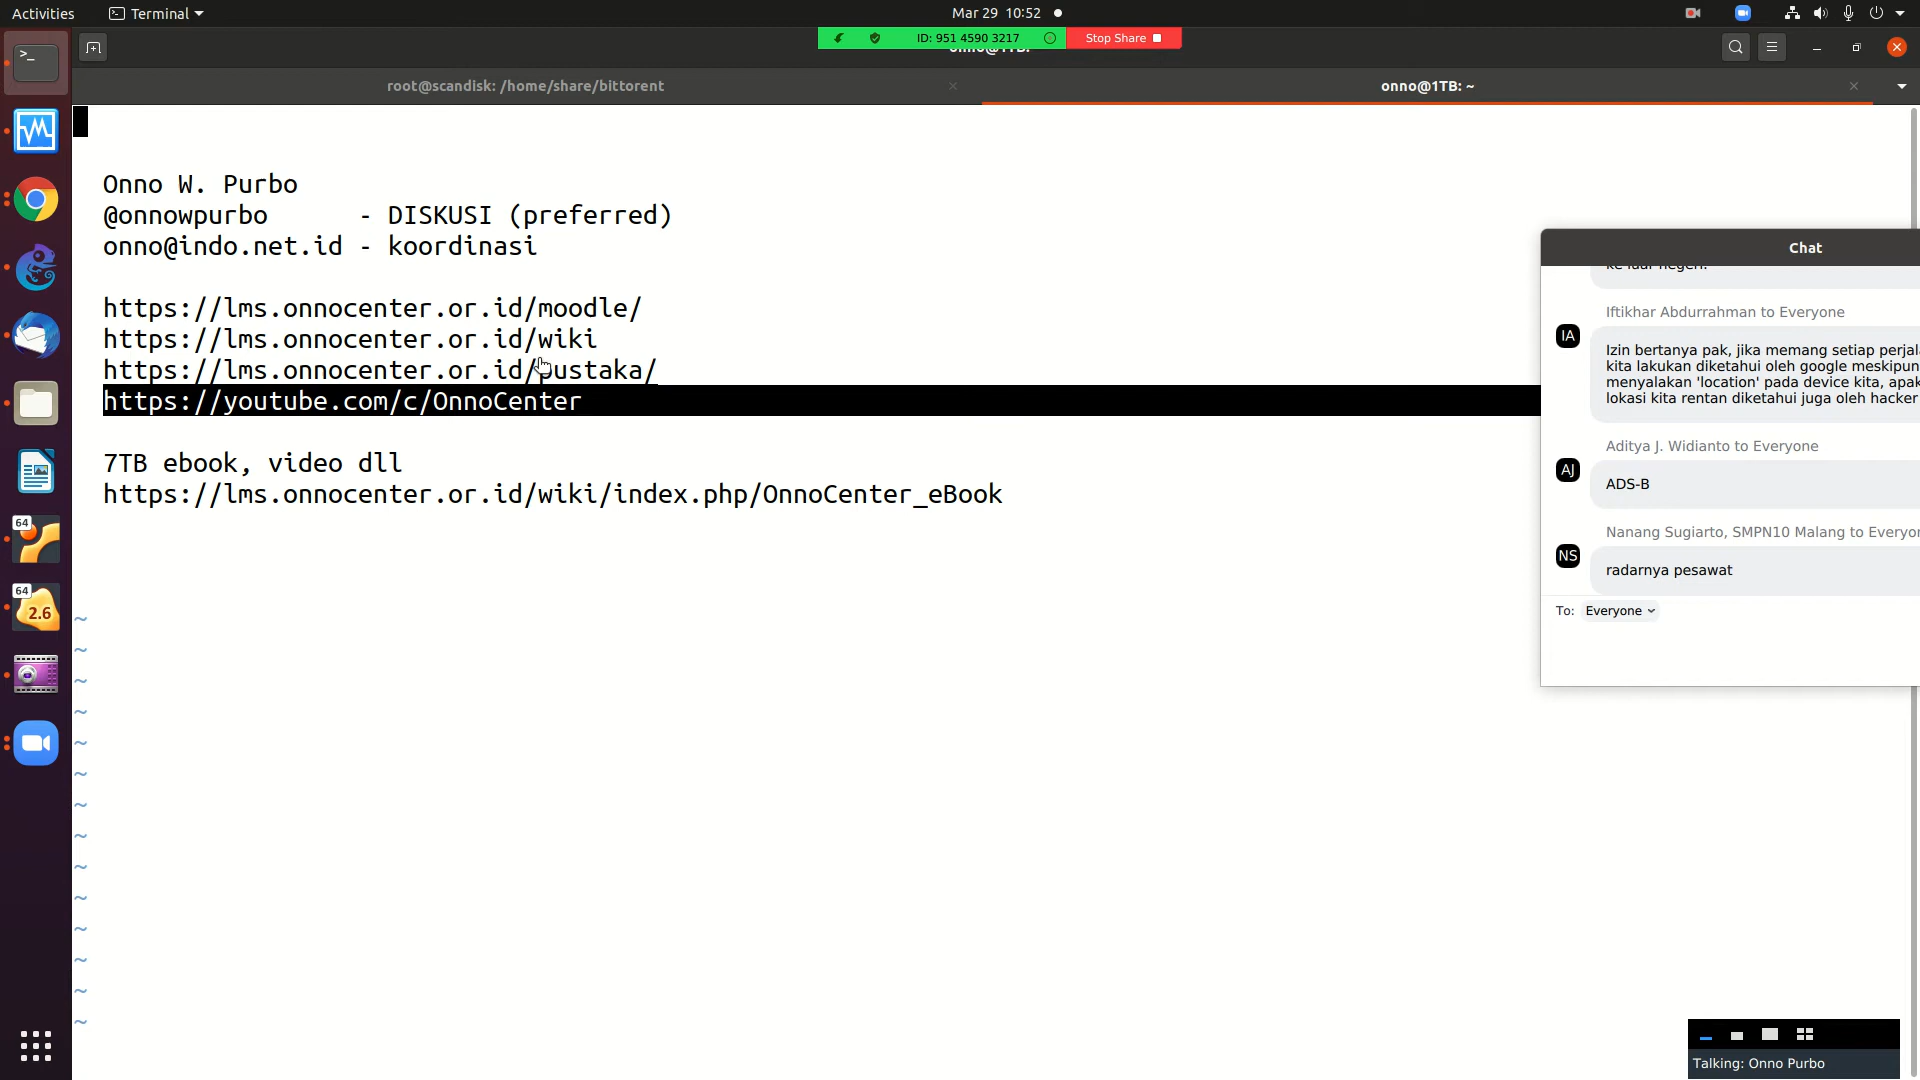 Activities
Terminal
Mar 29 10:52
ID: 951 4590 3217
Stop Share
root@scandisk: /home/share/bittorent
onno@1TB: ~
Onno W. Purbo
@onnowpurbo - DISKUSI (preferred)
onno@indo.net.id - koordinasi
https://lms.onnocenter.or.id/moodle/
https://lms.onnocenter.or.id/wiki
https://lms.onnocenter.or.id/pustaka/
https://youtube.com/c/OnnoCenter
7TB ebook, video dll
https://lms.onnocenter.or.id/wiki/index.php/OnnoCenter_eBook
~
~
~
~
~
~
~
~
~
~
~
~
~
~
Chat
Iftikhar Abdurrahman to Everyone
IA
Izin bertanya pak, jika memang setiap
kita lakukan diketahui oleh google meskipun
menyalakan 'location' pada device kita,
lokasi kita rentan diketahui juga oleh hacker
Aditya J. Widianto to Everyone
AJ
ADS-B
Nanang Sugiarto, SMPN10 Malang to
NS
radarnya pesawat
To: Everyone
64
64
2.6
Talking: Onno Purbo